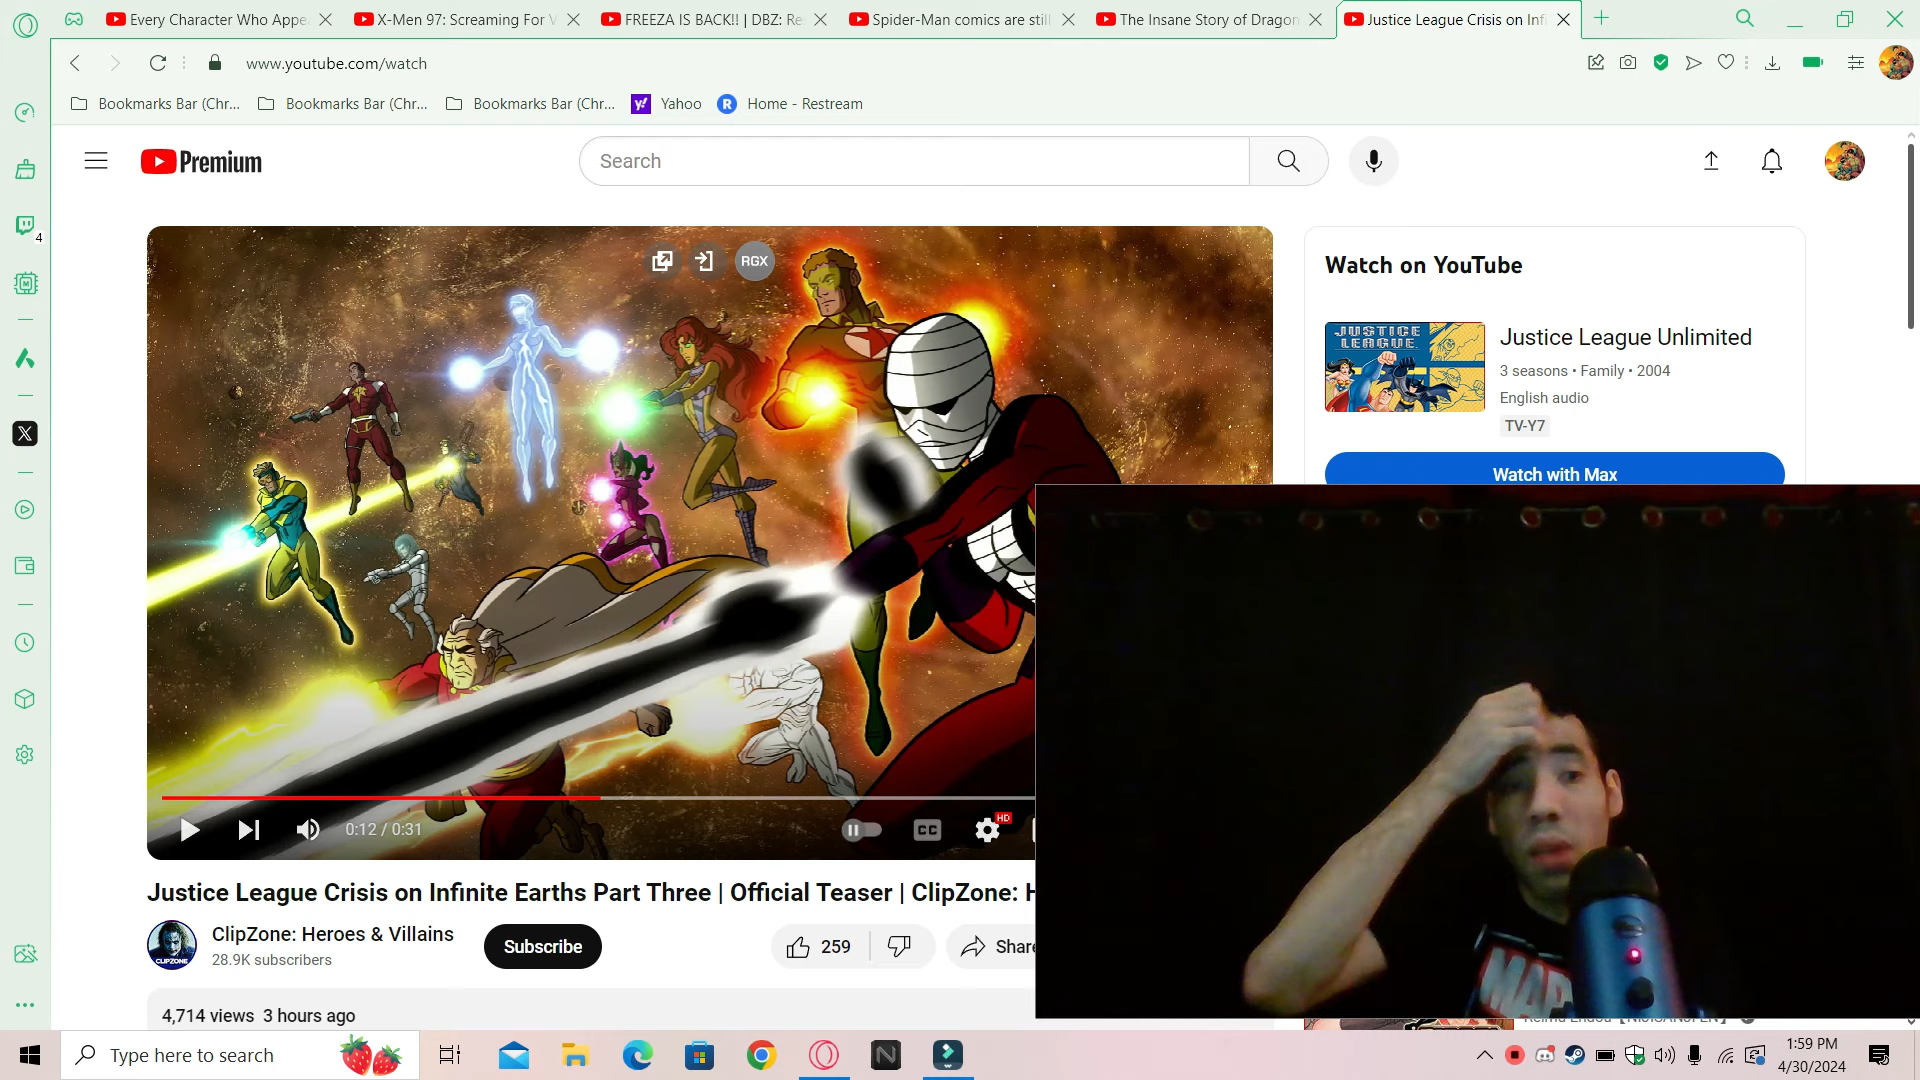 Every Character Who Appe
X-Men 97: Screaming For V
FREEZA IS BACK!! | DBZ: Re
Spider-Man comics are still
The Insane Story of Dragon
Justice League Crisis on Infi
www.youtube.com/watch
Bookmarks Bar (Chr...
Bookmarks Bar (Chr...
Bookmarks Bar (Chr...
Yahoo
R
Home - Restream
4
Premium
Search
RGX
Watch on YouTube
JUSTICE LEAGUE
Justice League Unlimited
3 seasons • Family • 2004
English audio
TV-Y7
Watch with Max
0:12 / 0:31
CC
HD
Justice League Crisis on Infinite Earths Part Three | Official Teaser | ClipZone: H
CLIPZONE
ClipZone: Heroes & Villains
28.9K subscribers
Subscribe
259
Share
4,714 views 3 hours ago
Type here to search
1:59 PM
4/30/2024